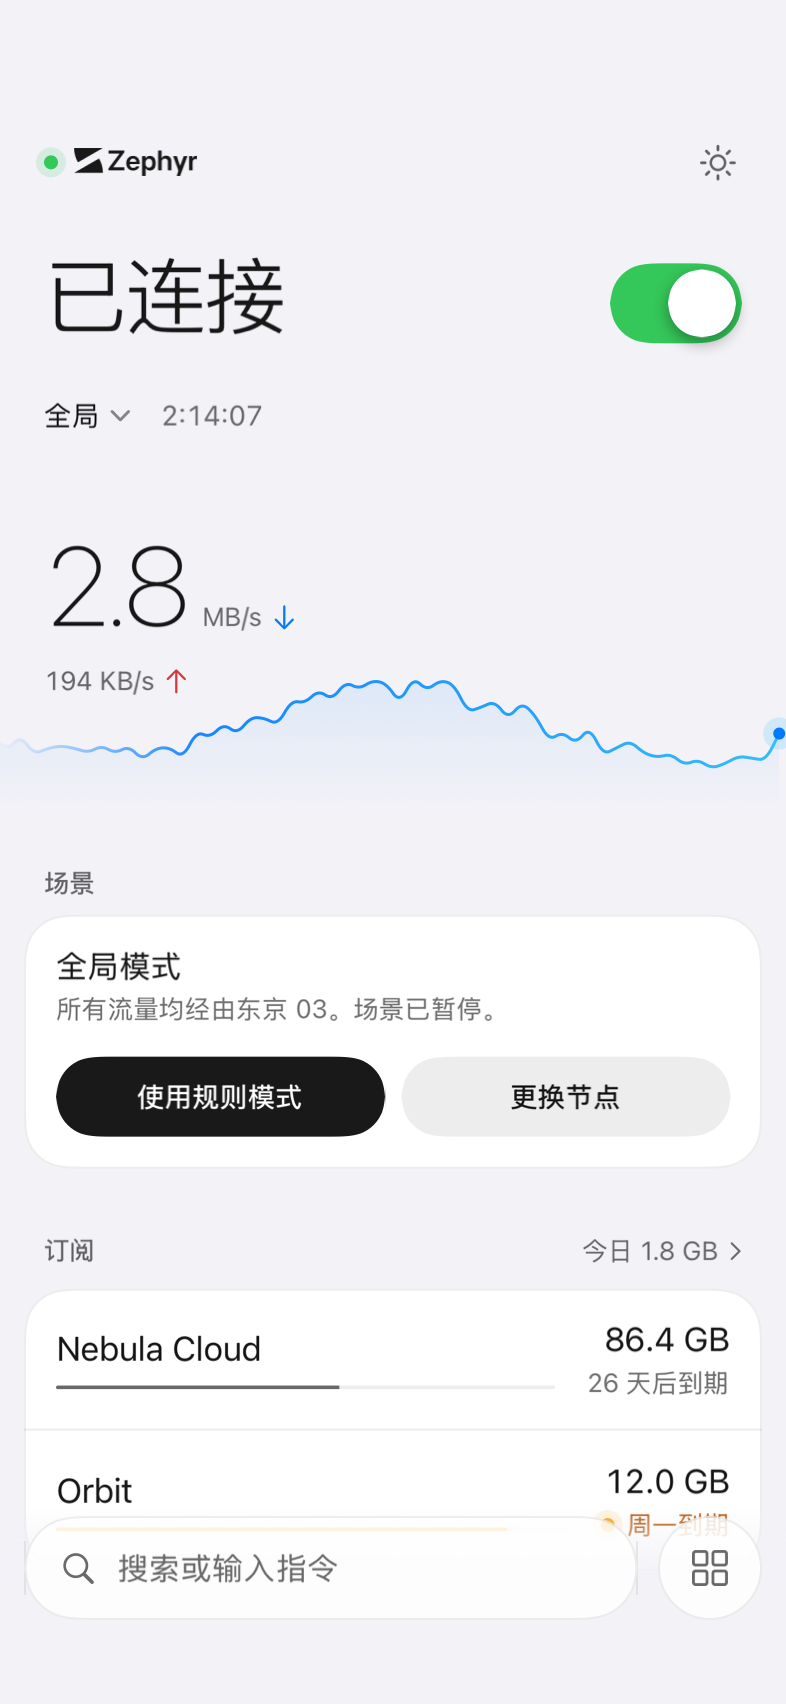 Zephyr
已连接
全局 2:14:07
2.8 MB/s ↓
194 KB/s ↑
场景
全局模式
所有流量均经由东京 03。场景已暂停。
使用规则模式 更换节点
订阅 今日 1.8 GB
Nebula Cloud 86.4 GB
26 天后到期
Orbit 12.0 GB
周一到期
搜索或输入指令